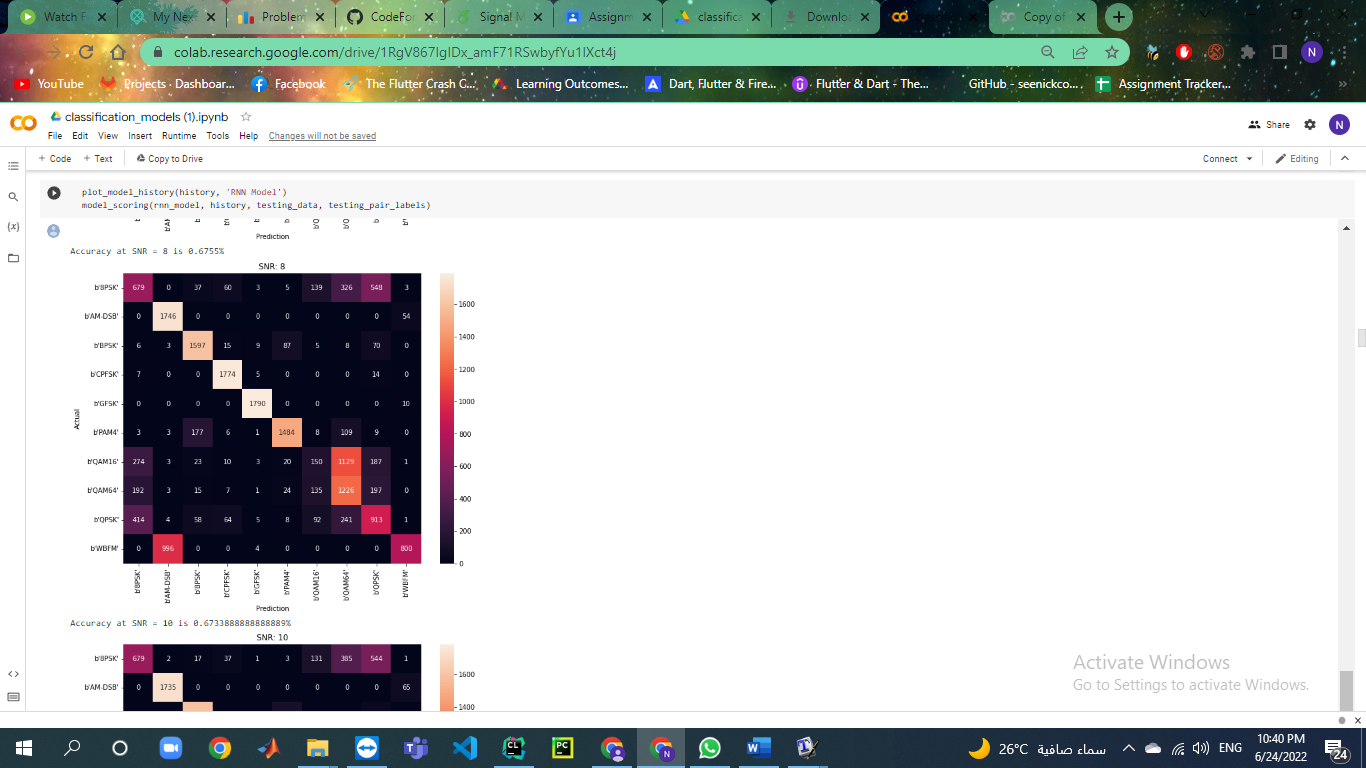 Watch F
My Nex
Problem
CodeFor
Signal M
Assignm
classifica
Downloa
Copy of
colab.research.google.com/drive/1RgV867IgIDx_amF71RSwbyfYu1lXct4j
N
YouTube
Projects · Dashboar...
Facebook
The Flutter Crash C...
Learning Outcomes...
Dart, Flutter & Fire...
Flutter & Dart - The...
GitHub - seenickco...
Assignment Tracker...
»
classification_models (1).ipynb
File Edit View Insert Runtime Tools Help Changes will not be saved
Share
N
+ Code + Text Copy to Drive
Connect
Editing
plot_model_history(history, 'RNN Model')
model_scoring(rnn_model, history, testing_data, testing_pair_labels)
Prediction
Accuracy at SNR = 8 is 0.6755%
SNR: 8
b'8PSK' 679 0 37 60 3 5 139 326 548 3
b'AM-DSB' 0 1746 0 0 0 0 0 0 0 54
b'BPSK' 6 3 1597 15 9 87 5 8 70 0
b'CPFSK' 7 0 0 1774 5 0 0 0 14 0
b'GFSK' 0 0 0 0 1790 0 0 0 0 10
b'PAM4' 3 3 177 6 1 1484 8 109 9 0
b'QAM16' 274 3 23 10 3 20 150 1129 187 1
b'QAM64' 192 3 15 7 1 24 135 1226 197 0
b'QPSK' 414 4 58 64 5 8 92 241 913 1
b'WBFM' 0 996 0 0 4 0 0 0 0 800
Actual
b'8PSK' b'AM-DSB' b'BPSK' b'CPFSK' b'GFSK' b'PAM4' b'QAM16' b'QAM64' b'QPSK' b'WBFM'
Prediction
1600
1400
1200
1000
800
600
400
200
0
Accuracy at SNR = 10 is 0.6733888888888889%
SNR: 10
b'8PSK' 679 2 17 37 1 3 131 385 544 1
b'AM-DSB' 0 1735 0 0 0 0 0 0 0 65
1600
1400
Activate Windows
Go to Settings to activate Windows.
26°C سماء صافية
ENG
10:40 PM
6/24/2022
24